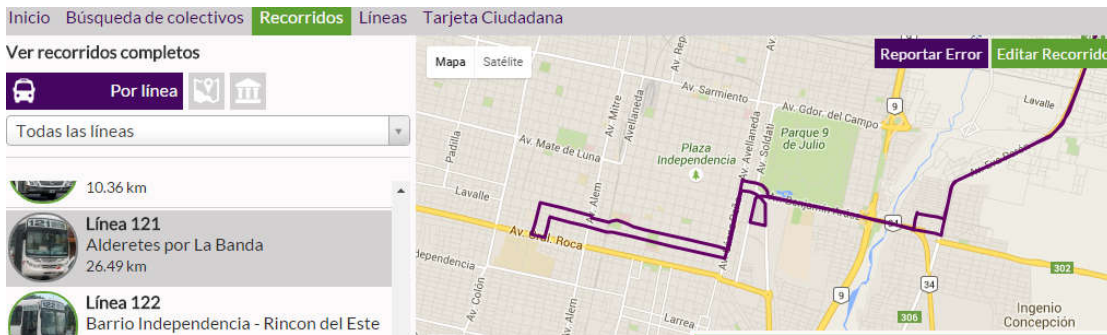 Inicio Búsqueda de colectivos Recorridos Líneas Tarjeta Ciudadana
Ver recorridos completos
Por línea
Todas las líneas
10.36 km
Línea 121
Alderetes por La Banda
26.49 km
Línea 122
Barrio Independencia - Rincon del Este
Mapa Satélite
Reportar Error Editar Recorrido
Av. Sarmiento
Av. Gdor. del Campo
9
Lavalle
Av. Mitre
Avellaneda
Parque 9
de Julio
Padilla
Av. Mate de Luna
Plaza
Independencia
Av. Avellaneda
Av. Soldati
Lavalle
Av. Alem
Av. Gral. Roca
302
Av. Colón
Av. Alem
Larrea
9
34
306
Ingenio
Concepción